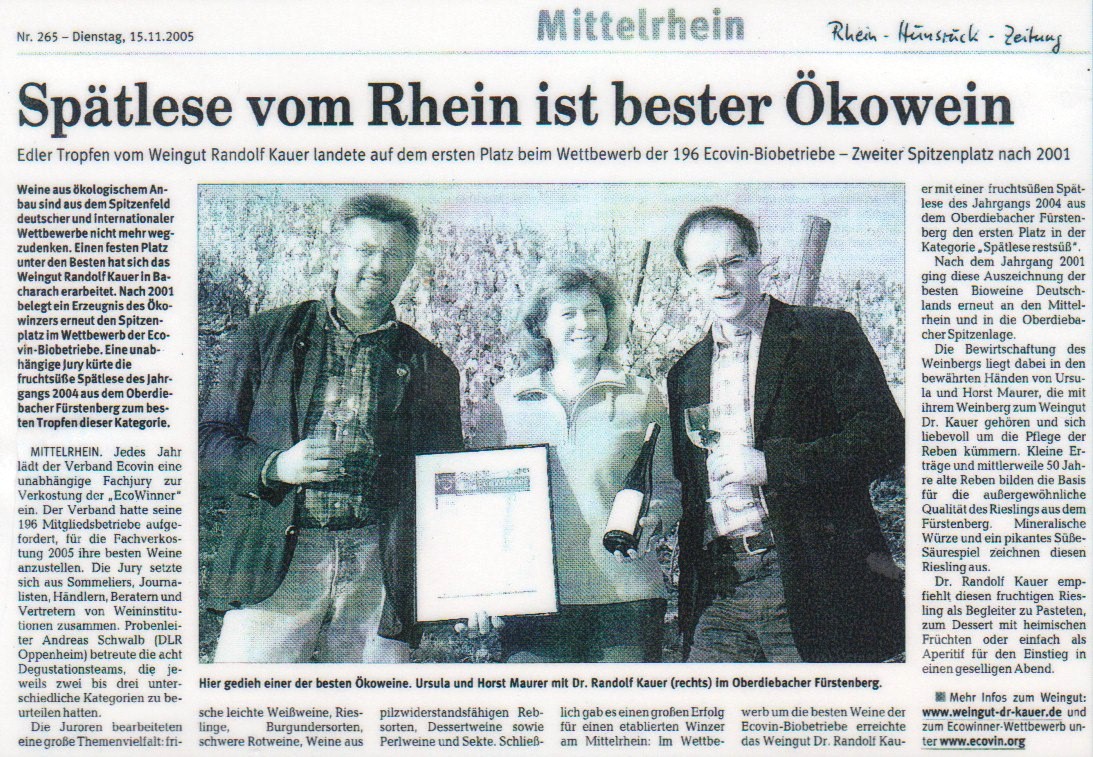 Nr. 265 – Dienstag, 15.11.2005
Mittelrhein
Rhein-Hunsrück-Zeitung
Spätlese vom Rhein ist bester Ökowein
Edler Tropfen vom Weingut Randolf Kauer landete auf dem ersten Platz beim Wettbewerb der 196 Ecovin-Biobetriebe – Zweiter Spitzenplatz nach 2001
Weine aus ökologischem An-
bau sind aus dem Spitzenfeld
deutscher und internationaler
Wettbewerbe nicht mehr weg-
zudenken. Einen festen Platz
unter den Besten hat sich das
Weingut Randolf Kauer in Ba-
charach erarbeitet. Nach 2001
belegt ein Erzeugnis des Öko-
winzers erneut den Spitzen-
platz im Wettbewerb der Eco-
vin-Biobetriebe. Eine unab-
hängige Jury kürte die
fruchtsüße Spätlese des Jahr-
gangs 2004 aus dem Oberdie-
bacher Fürstenberg zum bes-
ten Tropfen dieser Kategorie.
MITTELRHEIN. Jedes Jahr
lädt der Verband Ecovin eine
unabhängige Fachjury zur
Verkostung der „EcoWinner“
ein. Der Verband hatte seine
196 Mitgliedsbetriebe aufge-
fordert, für die Fachverkos-
tung 2005 ihre besten Weine
anzustellen. Die Jury setzte
sich aus Sommeliers, Journa-
listen, Händlern, Beratern und
Vertretern von Weininstitu-
tionen zusammen. Probenlei-
ter Andreas Schwalb (DLR
Oppenheim) betreute die acht
Degustationsteams, die je-
weils zwei bis drei unter-
schiedliche Kategorien zu be-
urteilen hatten.
Die Juroren bearbeiteten
eine große Themenvielfalt: fri-
Hier gedieh einer der besten Ökoweine. Ursula und Horst Maurer mit Dr. Randolf Kauer (rechts) im Oberdiebacher Fürstenberg.
sche leichte Weißweine, Ries-
linge, Burgundersorten,
schwere Rotweine, Weine aus
pilzwiderstandsfähigen Reb-
sorten, Dessertweine sowie
Perlweine und Sekte. Schließ-
lich gab es einen großen Erfolg
für einen etablierten Winzer
am Mittelrhein: Im Wettbe-
werb um die besten Weine der
Ecovin-Biobetriebe erreichte
das Weingut Dr. Randolf Kau-
er mit einer fruchtsüßen Spät-
lese des Jahrgangs 2004 aus
dem Oberdiebacher Fürsten-
berg den ersten Platz in der
Kategorie „Spätlese restsüß“.
Nach dem Jahrgang 2001
ging diese Auszeichnung der
besten Bioweine Deutsch-
lands erneut an den Mittel-
rhein und in die Oberdieba-
cher Spitzenlage.
Die Bewirtschaftung des
Weinbergs liegt dabei in den
bewährten Händen von Ursu-
la und Horst Maurer, die mit
ihrem Weinberg zum Weingut
Dr. Kauer gehören und sich
liebevoll um die Pflege der
Reben kümmern. Kleine Er-
träge und mittlerweile 50 Jah-
re alte Reben bilden die Basis
für die außergewöhnliche
Qualität des Rieslings aus dem
Fürstenberg. Mineralische
Würze und ein pikantes Süße-
Säurespiel zeichnen diesen
Riesling aus.
Dr. Randolf Kauer emp-
fiehlt diesen fruchtigen Ries-
ling als Begleiter zu Pasteten,
zum Dessert mit heimischen
Früchten oder einfach als
Aperitif für den Einstieg in
einen geselligen Abend.
Mehr Infos zum Weingut:
www.weingut-dr-kauer.de und
zum Ecowinner-Wettbewerb un-
ter www.ecovin.org